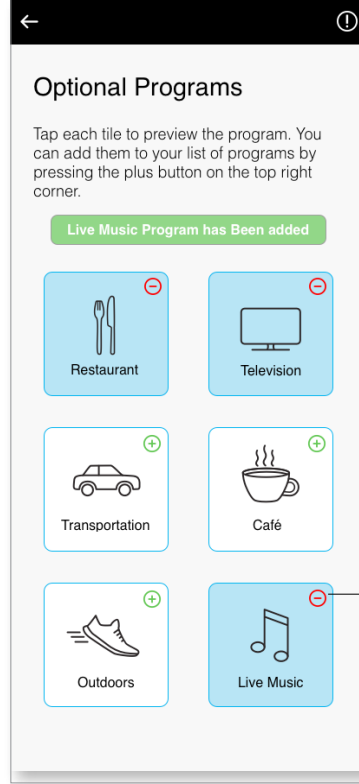 Optional Programs
Tap each tile to preview the program. You
can add them to your list of programs by
pressing the plus button on the top right
corner.
Live Music Program has Been added
Restaurant
Television
Transportation
Café
Outdoors
Live Music